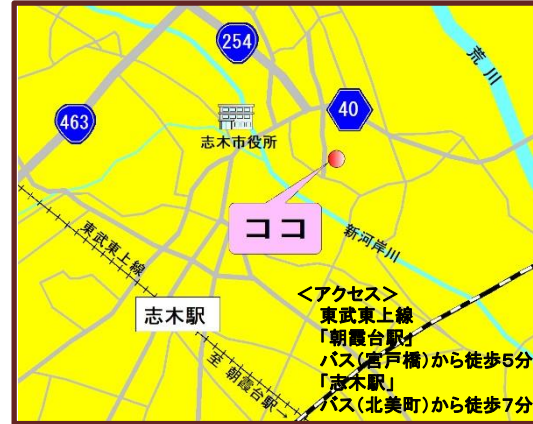 254
荒川
463
40
志木市役所
ココ
新河岸川
東武東上線
志木駅
至 朝霞台駅→
<アクセス>
東武東上線
「朝霞台駅」
バス(宮戸橋)から徒歩5分
「志木駅」
バス(北美町)から徒歩7分